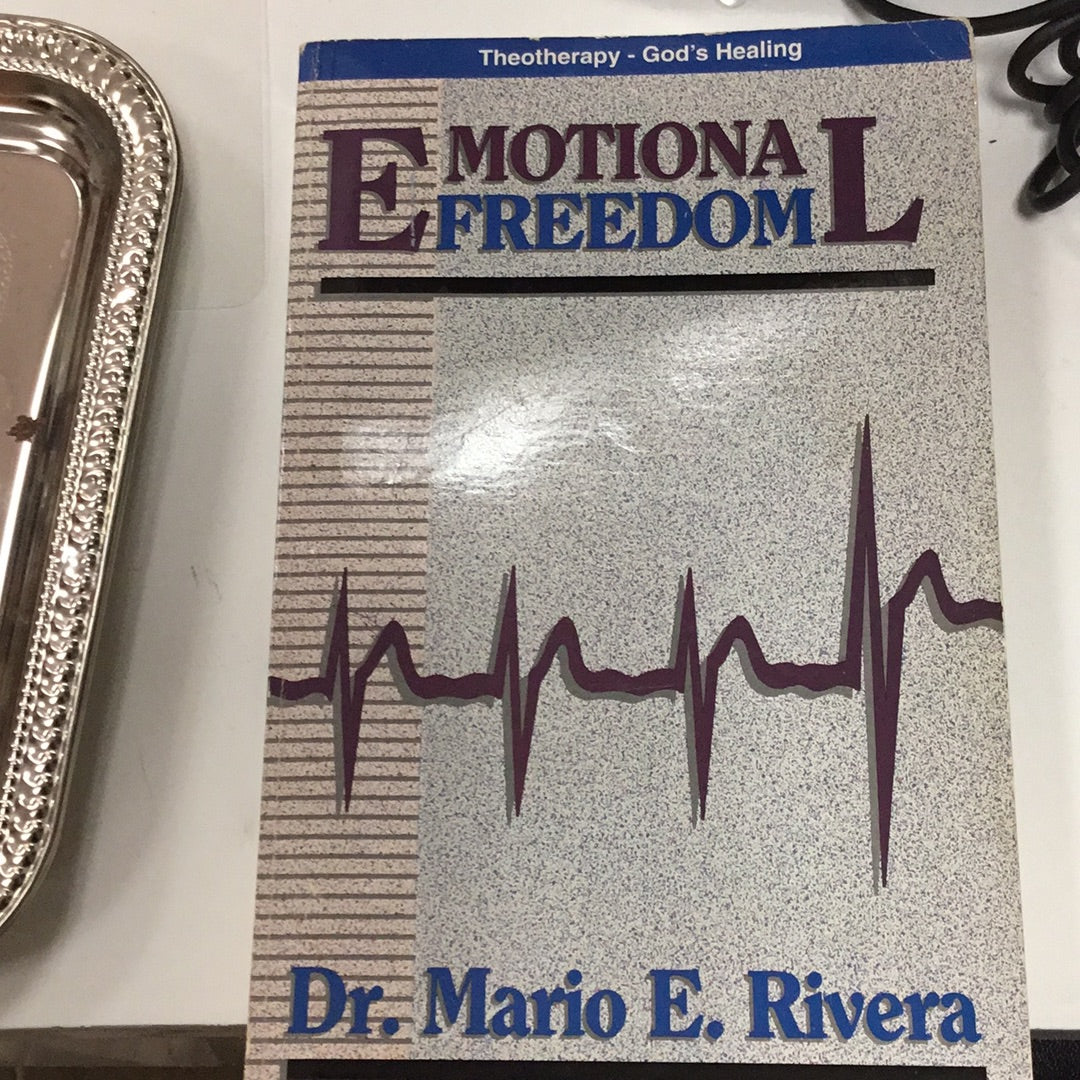 Theotherapy - God's Healing
EMOTIONAL
FREEDOM
Dr. Mario E. Rivera